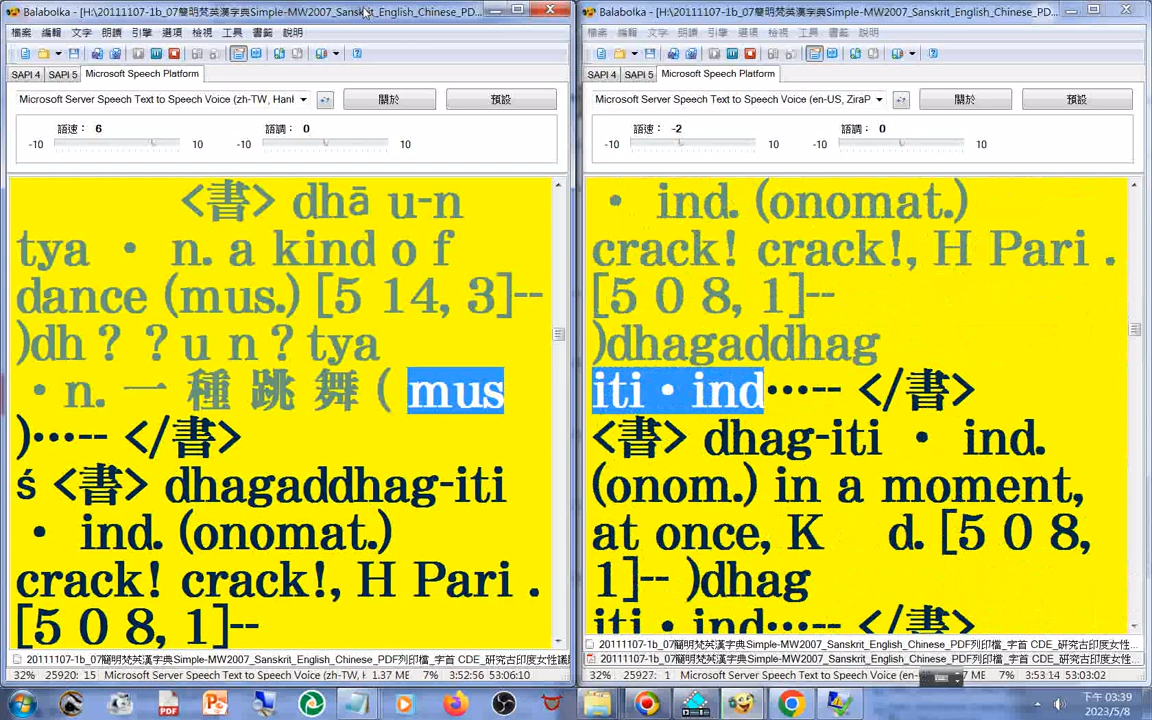 Balabolka - [H:\20111107-1b_07簡明梵英漢字典Simple-MW2007_Sanskrit_English_Chinese_PD...
檔案 編輯 文字 朗讀 引擎 選項 檢視 工具 書籤 說明
SAPI 4 SAPI 5 Microsoft Speech Platform
Microsoft Server Speech Text to Speech Voice (zh-TW, Hanl
關於 預設
語速: 6 語調: 0
-10 10 -10 10
<書> dhā u-n
tya • n. a kind o f
dance (mus.) [5 14, 3]--
)dh？？u n？tya
• n. 一 種 跳 舞 ( mus
)⋯-- </書>
ś <書> dhagaddhag-iti
• ind. (onomat.)
crack! crack!, H Pari .
[5 0 8, 1]--
20111107-1b_07簡明梵英漢字典Simple-MW2007_Sanskrit_English_Chinese_PDF列印檔_字首 CDE_研究古印度女性議
32% 25920: 15 Microsoft Server Speech Text to Speech Voice (zh-TW, H 1.37 ME 7% 3:52:56 53:06:10
Balabolka - [H:\20111107-1b_07簡明梵英漢字典Simple-MW2007_Sanskrit_English_Chinese_PD...
檔案 編輯 文字 朗讀 引擎 選項 檢視 工具 書籤 說明
SAPI 4 SAPI 5 Microsoft Speech Platform
Microsoft Server Speech Text to Speech Voice (en-US, ZiraP
關於 預設
語速: -2 語調: 0
-10 10 -10 10
• ind. (onomat.)
crack! crack!, H Pari .
[5 0 8, 1]--
)dhagaddhag
iti • ind⋯-- </書>
<書> dhag-iti • ind.
(onom.) in a moment,
at once, K d. [5 0 8,
1]-- )dhag
iti • ind⋯-- </書>
20111107-1b_07簡明梵英漢字典Simple-MW2007_Sanskrit_English_Chinese_PDF列印檔_字首 CDE_研究古印度女性
20111107-1b_07簡明梵英漢字典Simple-MW2007_Sanskrit_English_Chinese_PDF列印檔_字首 CDE_研究古印度女性
32% 25927: 1 Microsoft Server Speech Text to Speech Voice (en-U ME 7% 3:53:14 53:03:02
下午 03:39
2023/5/8